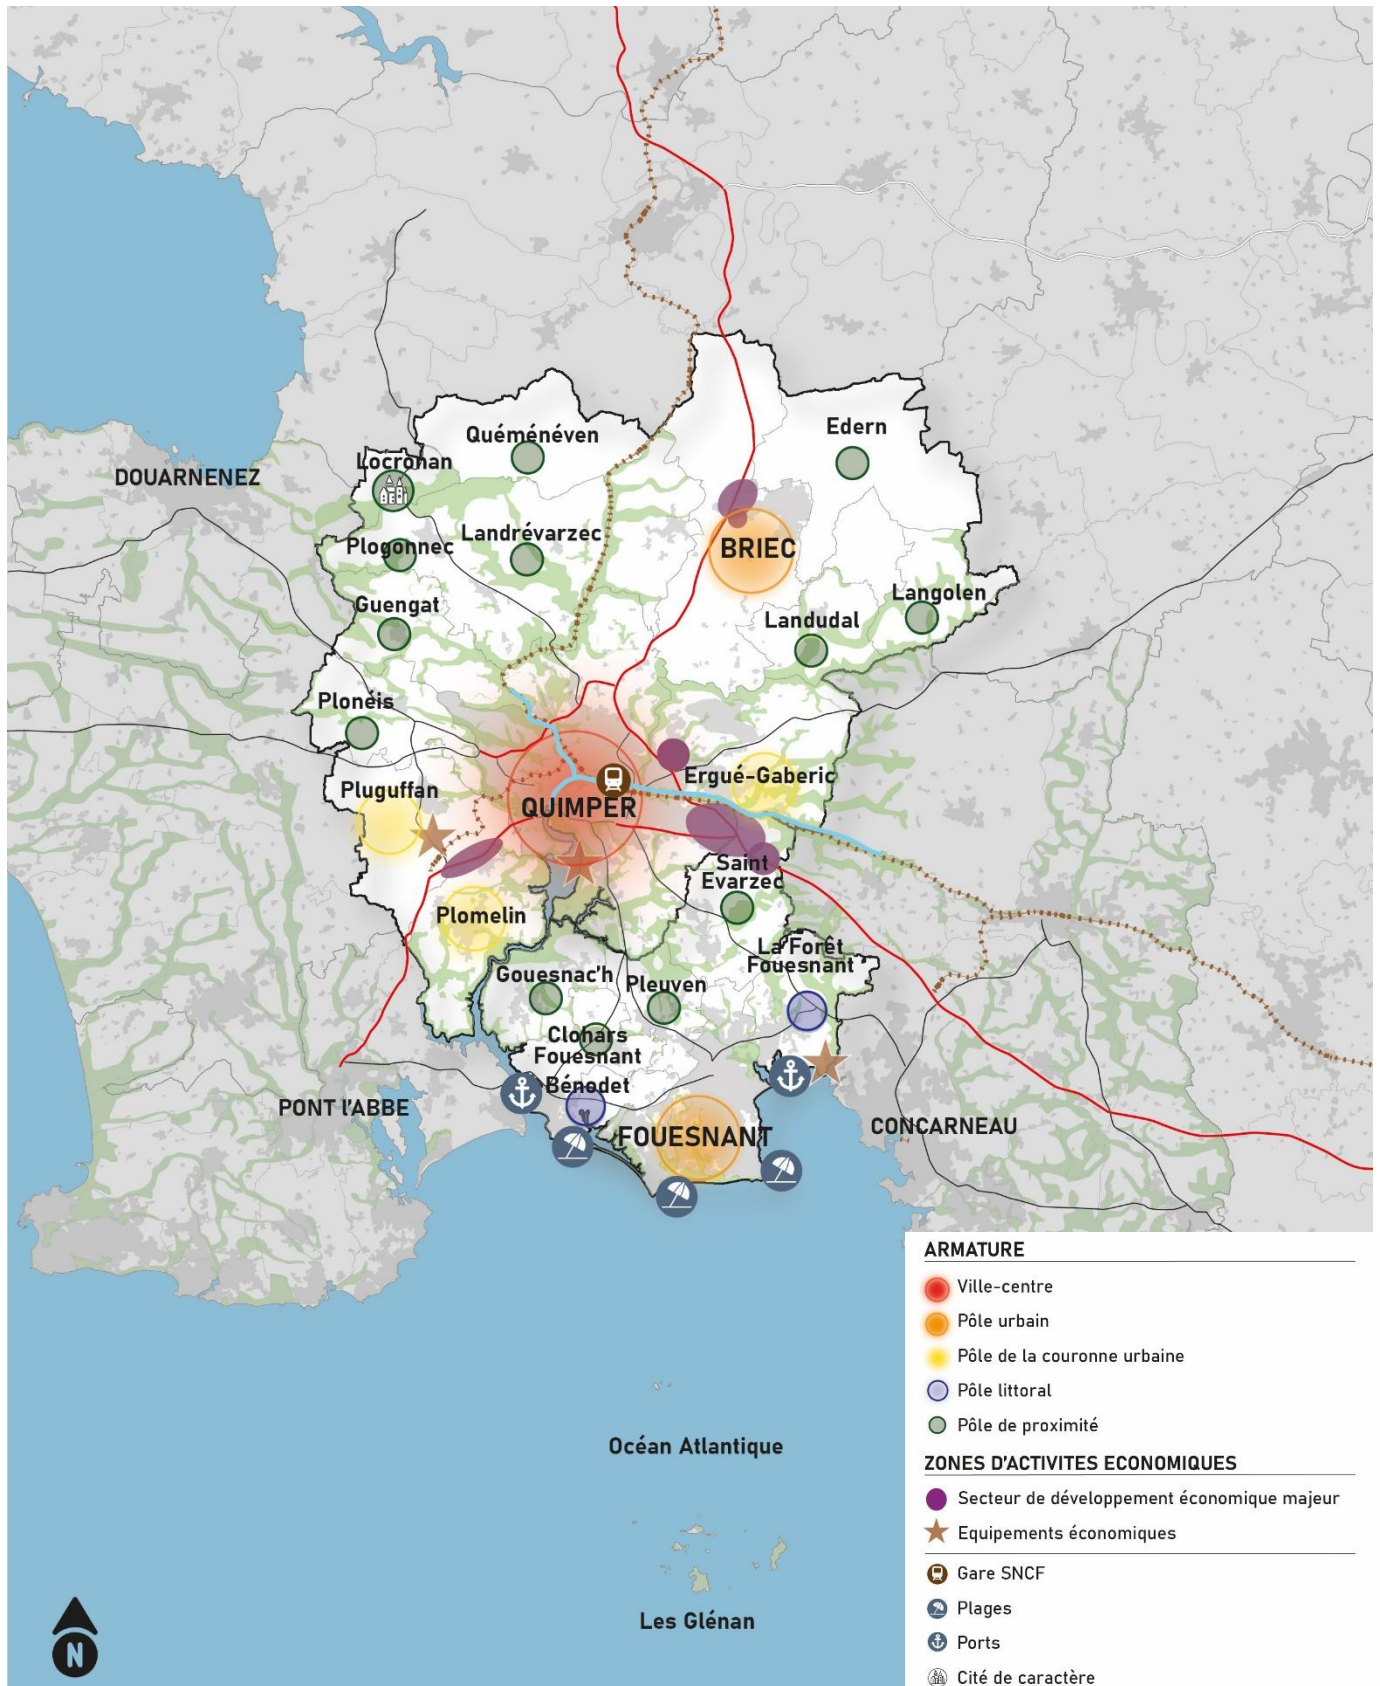 Quéménéven
Edern
Locronan
DOUARNENEZ
Landrévarzec
Plogonnec
BRIEC
Langolen
Guengat
Landudal
Plonéis
Ergué-Gaberic
Pluguffan
QUIMPER
Saint
Evarzec
Plomelin
La Forêt
Fouesnant
Gouesnac'h
Pleuven
Clohars
Fouesnant
Bénodet
PONT l'ABBE
CONCARNEAU
FOUESNANT
ARMATURE
Ville-centre
Pôle urbain
Pôle de la couronne urbaine
Pôle littoral
Pôle de proximité
ZONES D'ACTIVITES ECONOMIQUES
Secteur de développement économique majeur
Equipements économiques
Gare SNCF
Plages
Ports
Cité de caractère
Océan Atlantique
Les Glénan
N